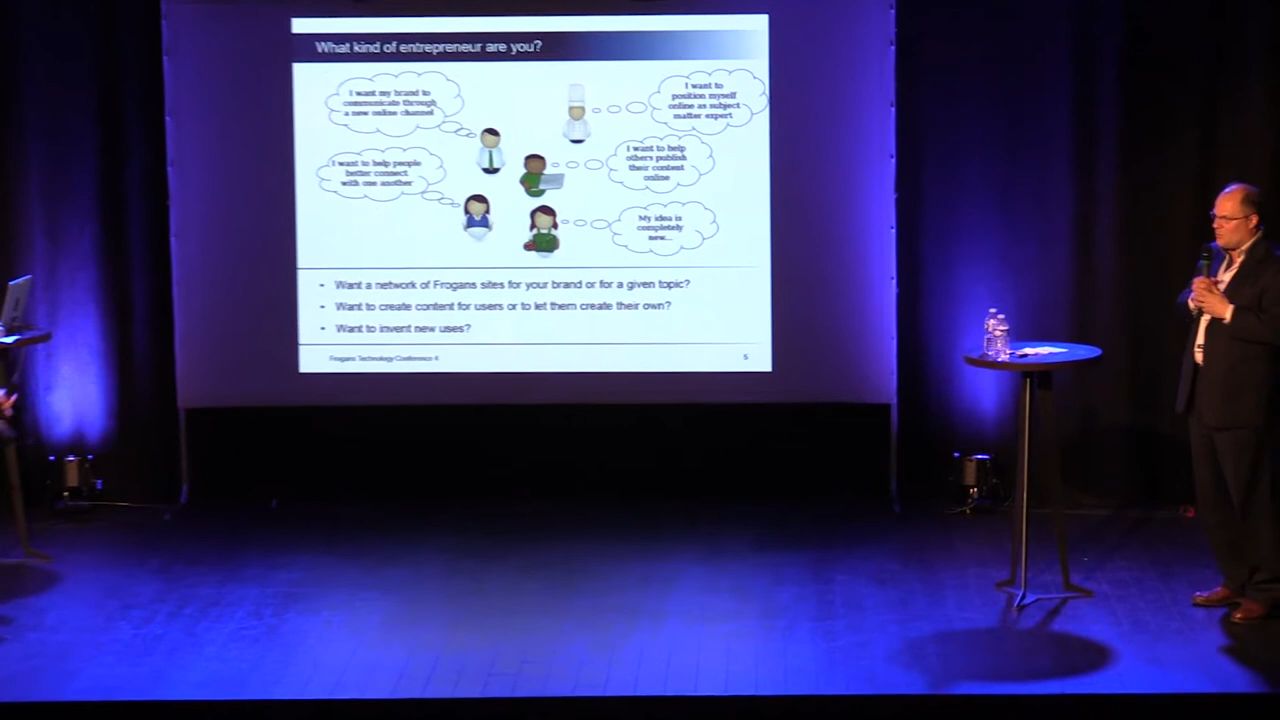 What kind of entrepreneur are you?
I want my brand to
communicate through
a new online channel
I want to
position myself
online as subject
matter expert
I want to help people
better connect
with one another
I want to help
others publish
their content
online
My idea is
completely
new...
- Want a network of Frogans sites for your brand or for a given topic?
- Want to create content for users or to let them create their own?
- Want to invent new uses?
Frogans Technology Conference 4
5